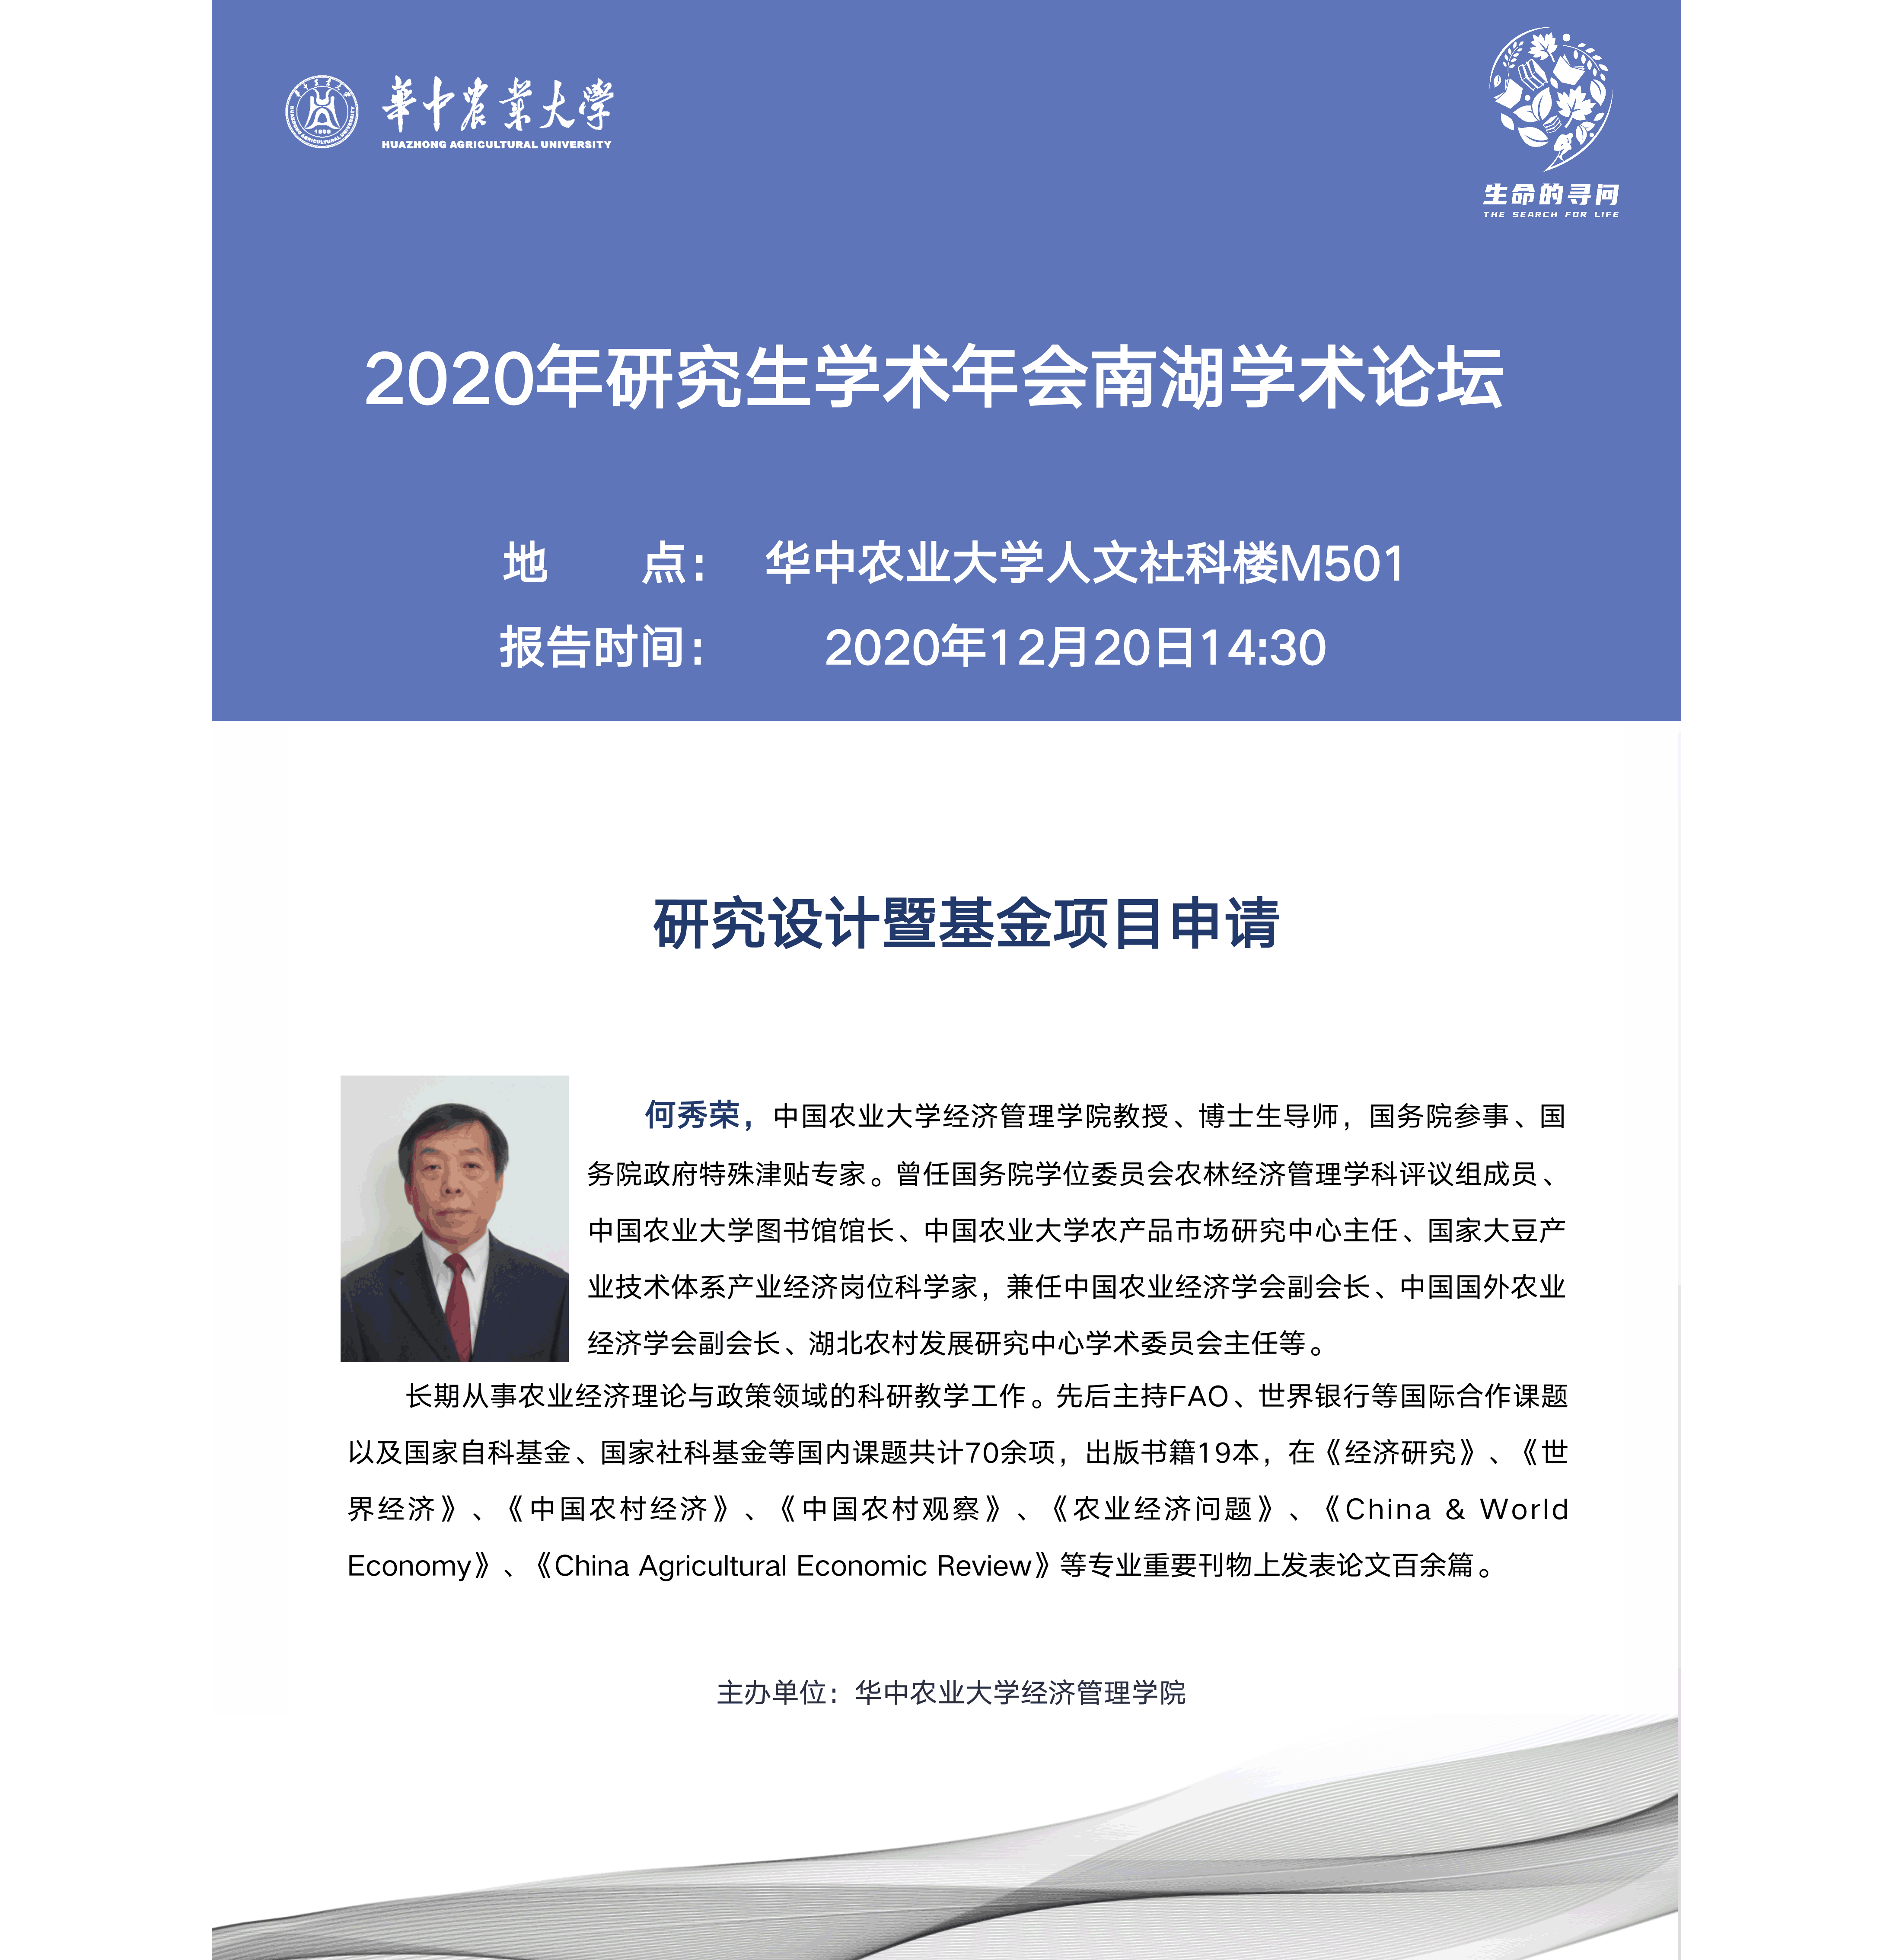 華中農業大學
HUAZHONG AGRICULTURAL UNIVERSITY
華中農業大學
HUAZHONG AGRICULTURAL UNIVERSITY
1898
生命的寻问
THE SEARCH FOR LIFE
2020年研究生学术年会南湖学术论坛
地 点： 华中农业大学人文社科楼M501
报告时间： 2020年12月20日14:30
研究设计暨基金项目申请
何秀荣，中国农业大学经济管理学院教授、博士生导师，国务院参事、国
务院政府特殊津贴专家。曾任国务院学位委员会农林经济管理学科评议组成员、
中国农业大学图书馆馆长、中国农业大学农产品市场研究中心主任、国家大豆产
业技术体系产业经济岗位科学家，兼任中国农业经济学会副会长、中国国外农业
经济学会副会长、湖北农村发展研究中心学术委员会主任等。
长期从事农业经济理论与政策领域的科研教学工作。先后主持FAO、世界银行等国际合作课题
以及国家自科基金、国家社科基金等国内课题共计70余项，出版书籍19本，在《经济研究》、《世
界经济》、《中国农村经济》、《中国农村观察》、《农业经济问题》、《China & World
Economy》、《China Agricultural Economic Review》等专业重要刊物上发表论文百余篇。
主办单位：华中农业大学经济管理学院